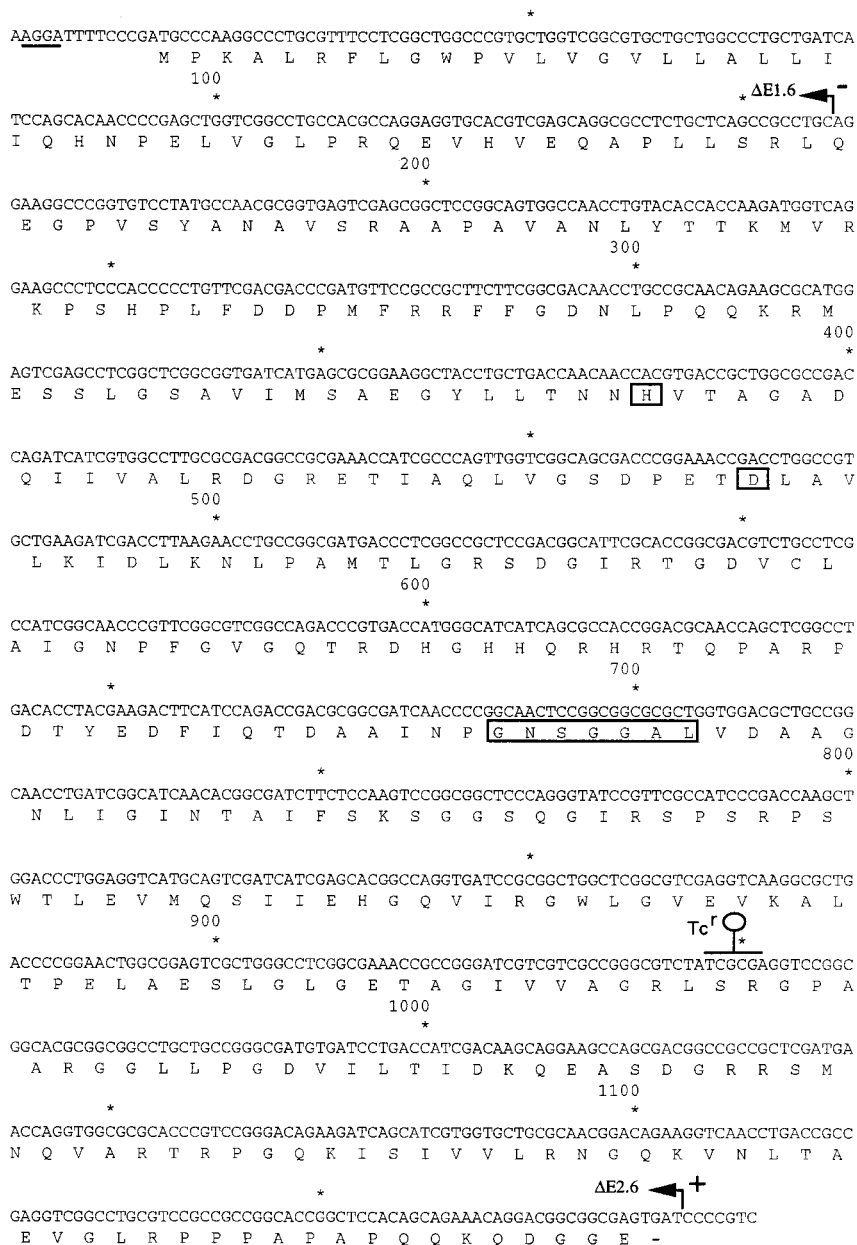 *
AAGGATTTTCCCGATGCCCAAGGCCCTGCGTTTCCTCGGCTGGCCCGTGCTGGTCGGCGTGCTGCTGGCCCTGCTGATCA
M P K A L R F L G W P V L V G V L L A L L I
100
* * ΔE1.6 -
TCCAGCACAACCCCGAGCTGGTCGGCCTGCCACGCCAGGAGGTGCACGTCGAGCAGGCGCCTCTGCTCAGCCGCCTGCAG
I Q H N P E L V G L P R Q E V H V E Q A P L L S R L Q
200
*
GAAGGCCCGGTGTCCTATGCCAACGCGGTGAGTCGAGCGGCTCCGGCAGTGGCCAACCTGTACACCACCAAGATGGTCAG
E G P V S Y A N A V S R A A P A V A N L Y T T K M V R
300
* *
GAAGCCCTCCCACCCCCTGTTCGACGACCCGATGTTCCGCCGCTTCTTCGGCGACAACCTGCCGCAACAGAAGCGCATGG
K P S H P L F D D P M F R R F F G D N L P Q Q K R M
400
* *
AGTCGAGCCTCGGCTCGGCGGTGATCATGAGCGCGGAAGGCTACCTGCTGACCAACAACCACGTGACCGCTGGCGCCGAC
E S S L G S A V I M S A E G Y L L T N N H V T A G A D
*
CAGATCATCGTGGCCTTGCGCGACGGCCGCGAAACCATCGCCCAGTTGGTCGGCAGCGACCCGGAAACCGACCTGGCCGT
Q I I V A L R D G R E T I A Q L V G S D P E T D L A V
500
* *
GCTGAAGATCGACCTTAAGAACCTGCCGGCGATGACCCTCGGCCGCTCCGACGGCATTCGCACCGGCGACGTCTGCCTCG
L K I D L K N L P A M T L G R S D G I R T G D V C L
600
*
CCATCGGCAACCCGTTCGGCGTCGGCCAGACCCGTGACCATGGGCATCATCAGCGCCACCGGACGCAACCAGCTCGGCCT
A I G N P F G V G Q T R D H G H H Q R H R T Q P A R P
700
* *
GACACCTACGAAGACTTCATCCAGACCGACGCGGCGATCAACCCCGGCAACTCCGGCGGCGCGCTGGTGGACGCTGCCGG
D T Y E D F I Q T D A A I N P G N S G G A L V D A A G
800
* *
CAACCTGATCGGCATCAACACGGCGATCTTCTCCAAGTCCGGCGGCTCCCAGGGTATCCGTTCGCCATCCCGACCAAGCT
N L I G I N T A I F S K S G G S Q G I R S P S R P S
*
GGACCCTGGAGGTCATGCAGTCGATCATCGAGCACGGCCAGGTGATCCGCGGCTGGCTCGGCGTCGAGGTCAAGGCGCTG
W T L E V M Q S I I E H G Q V I R G W L G V E V K A L
900
* Tcʳ *
ACCCCGGAACTGGCGGAGTCGCTGGGCCTCGGCGAAACCGCCGGGATCGTCGTCGCCGGGCGTCTATCGCGAGGTCCGGC
T P E L A E S L G L G E T A G I V V A G R L S R G P A
1000
*
GGCACGCGGCGGCCTGCTGCCGGGCGATGTGATCCTGACCATCGACAAGCAGGAAGCCAGCGACGGCCGCCGCTCGATGA
A R G G L L P G D V I L T I D K Q E A S D G R R S M
1100
* *
ACCAGGTGGCGCGCACCCGTCCGGGACAGAAGATCAGCATCGTGGTGCTGCGCAACGGACAGAAGGTCAACCTGACCGCC
N Q V A R T R P G Q K I S I V V L R N G Q K V N L T A
* ΔE2.6 +
GAGGTCGGCCTGCGTCCGCCGCCGGCACCGGCTCCACAGCAGAAACAGGACGGCGGCGAGTGATCCCCGTC
E V G L R P P P A P A P Q Q K Q D G G E -